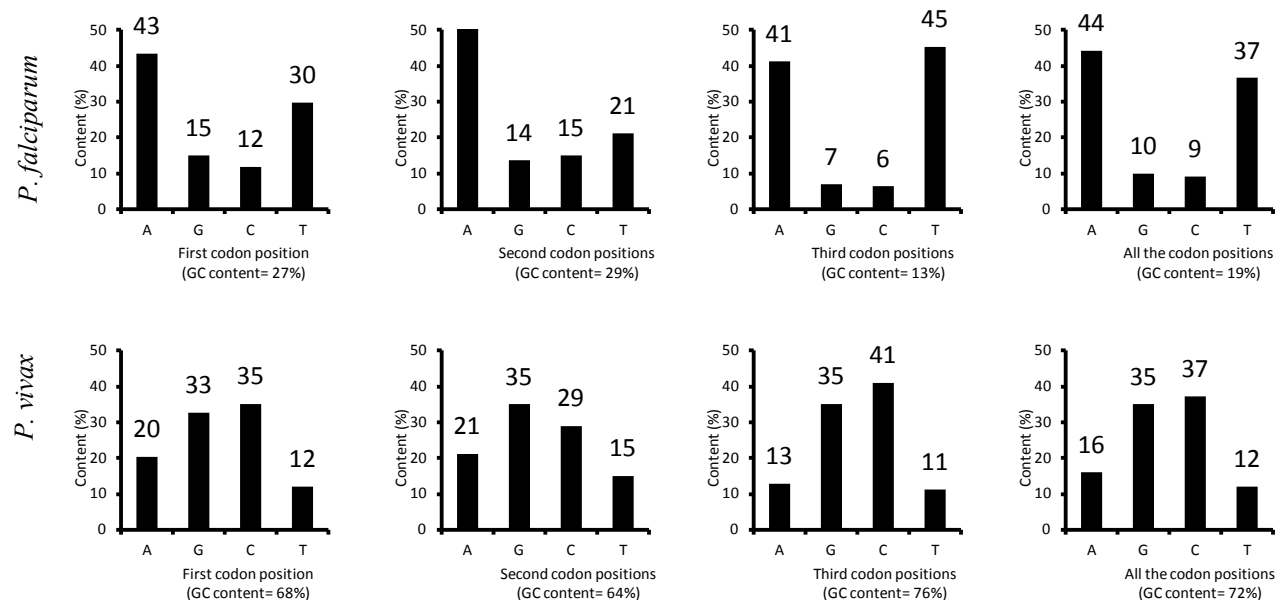 P. falciparum
Content (%)
50
40
30
20
10
0
43
15
12
30
A G C T
First codon position
(GC content= 27%)
Content (%)
50
40
30
20
10
0
14
15
21
A G C T
Second codon positions
(GC content= 29%)
Content (%)
50
40
30
20
10
0
41
7
6
45
A G C T
Third codon positions
(GC content= 13%)
Content (%)
50
40
30
20
10
0
44
10
9
37
A G C T
All the codon positions
(GC content= 19%)
P. vivax
Content (%)
50
40
30
20
10
0
20
33
35
12
A G C T
First codon position
(GC content= 68%)
Content (%)
50
40
30
20
10
0
21
35
29
15
A G C T
Second codon positions
(GC content= 64%)
Content (%)
50
40
30
20
10
0
13
35
41
11
A G C T
Third codon positions
(GC content= 76%)
Content (%)
50
40
30
20
10
0
16
35
37
12
A G C T
All the codon positions
(GC content= 72%)